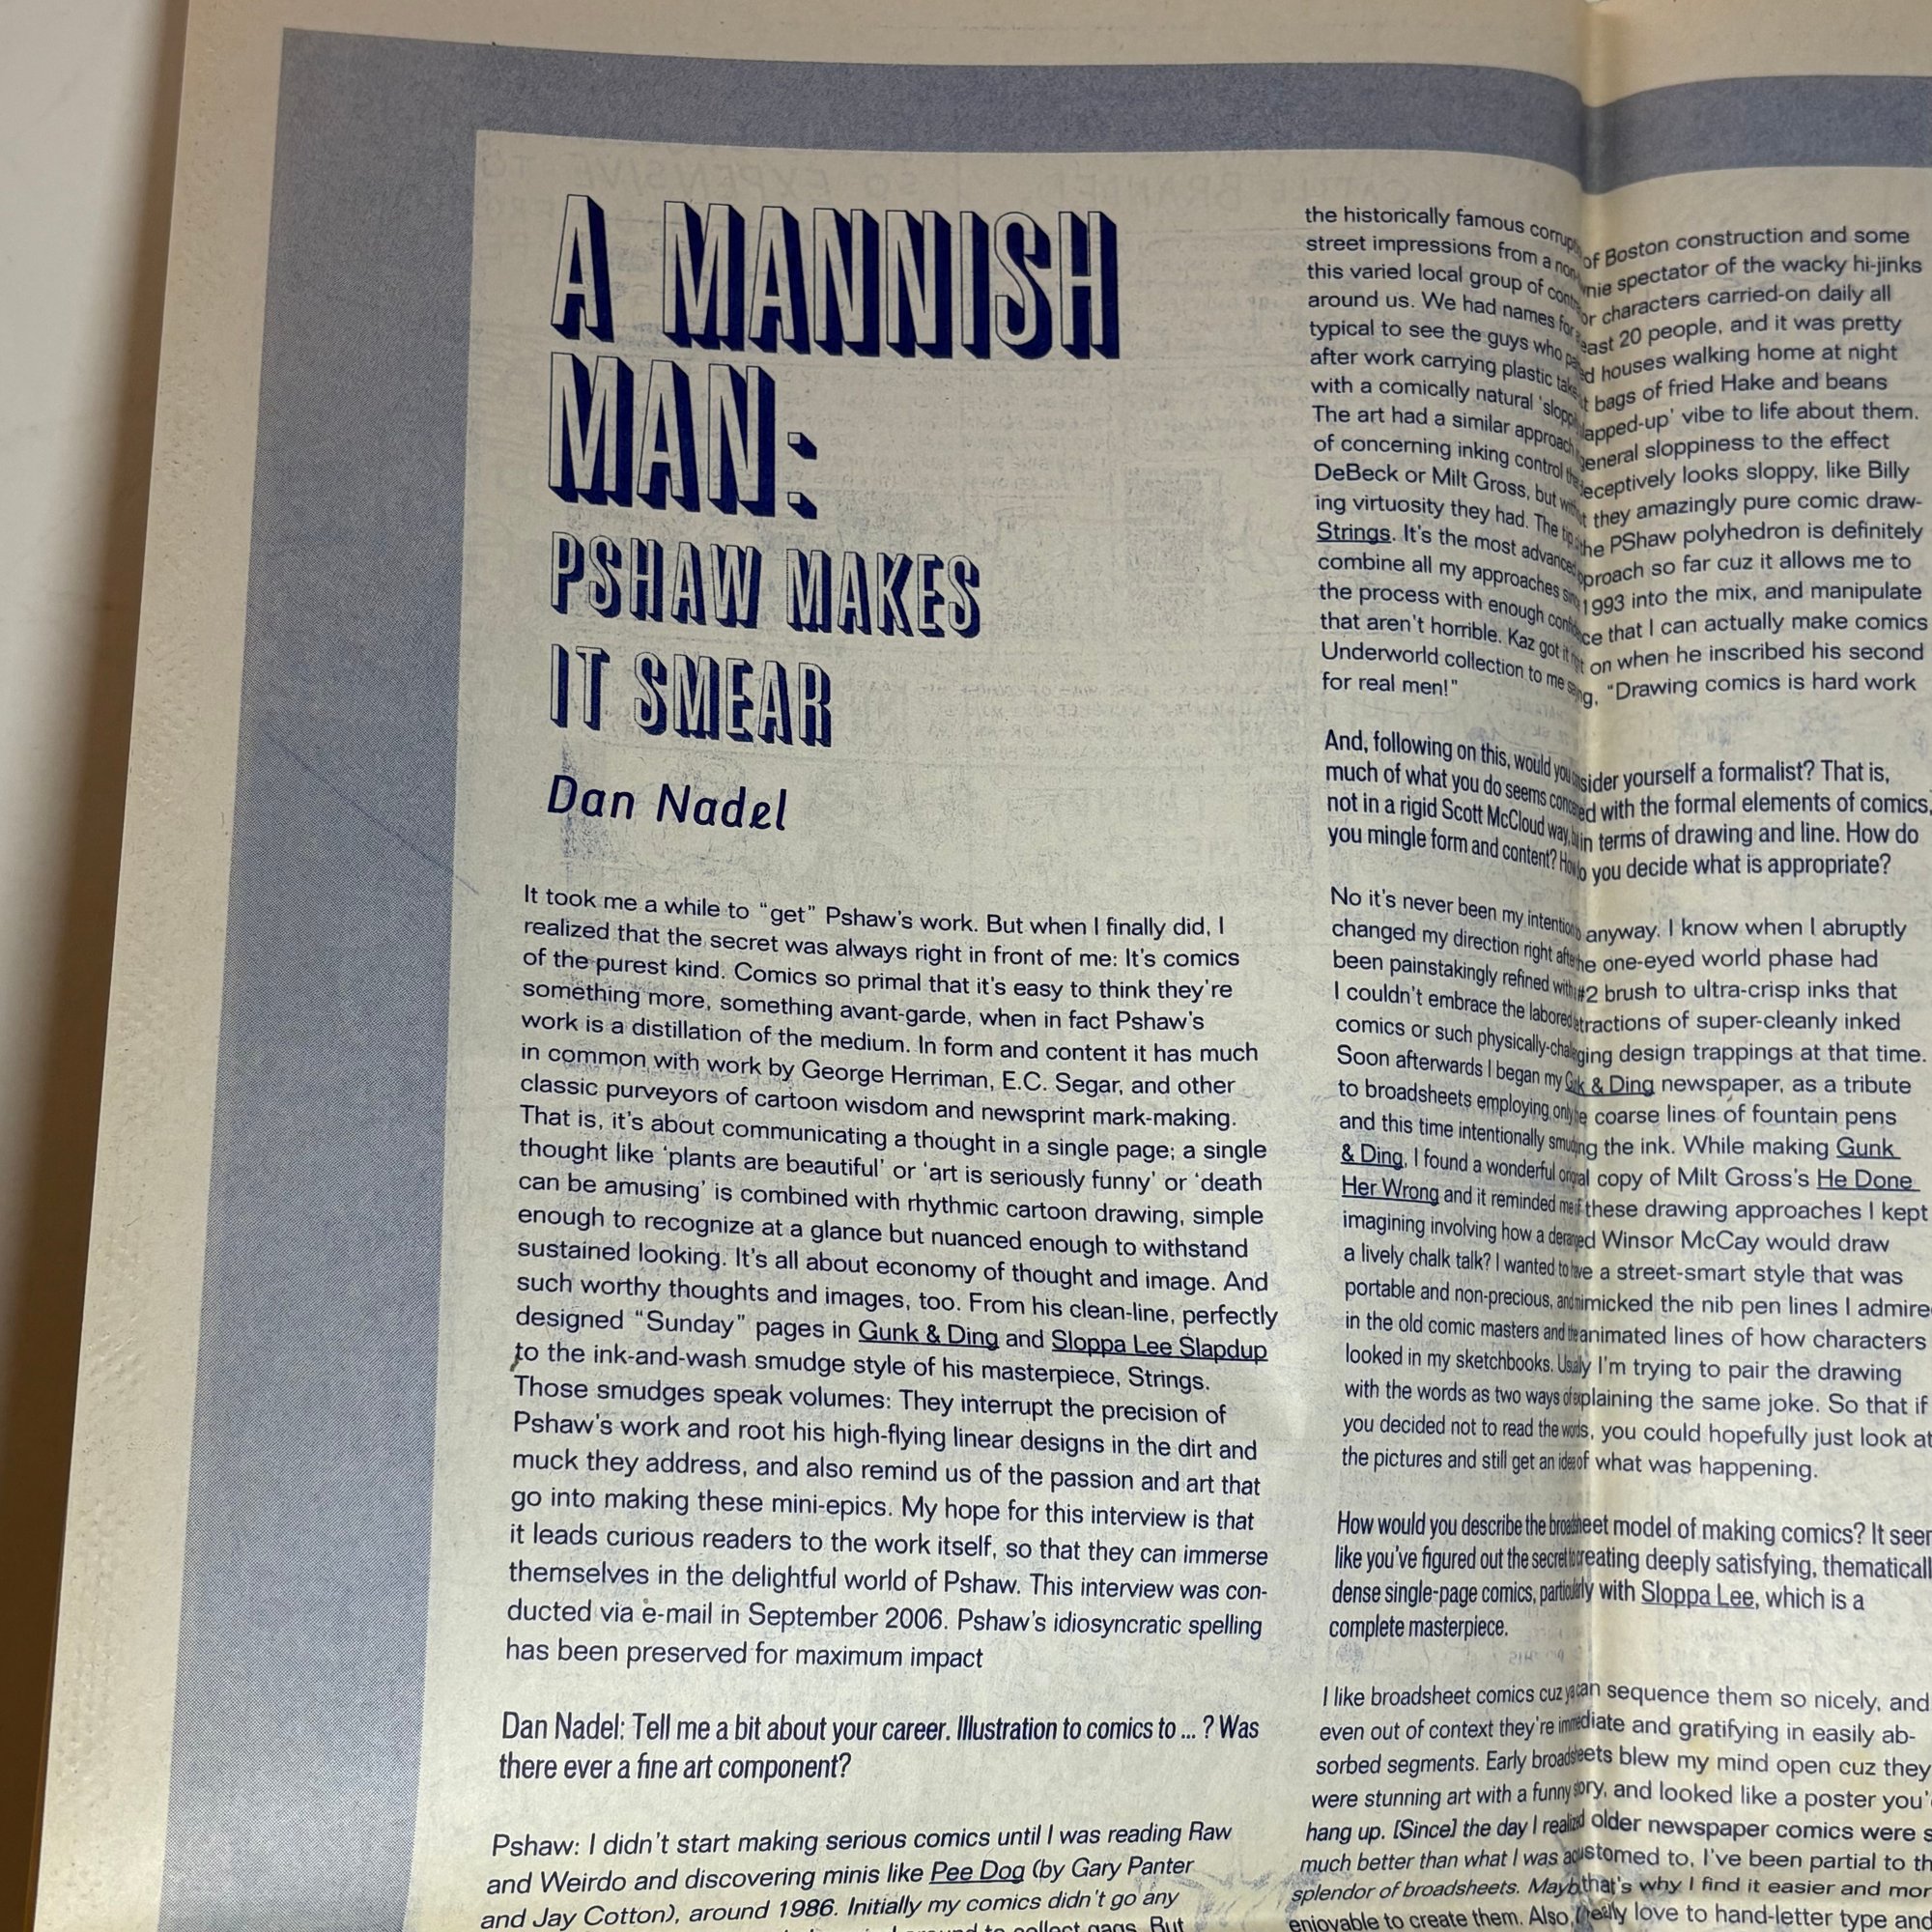 A MANNISH
MAN:
PSHAW MAKES
IT SMEAR
Dan Nadel
It took me a while to “get” Pshaw’s work. But when I finally did, I
realized that the secret was always right in front of me: It’s comics
of the purest kind. Comics so primal that it’s easy to think they’re
something more, something avant-garde, when in fact Pshaw’s
work is a distillation of the medium. In form and content it has much
in common with work by George Herriman, E.C. Segar, and other
classic purveyors of cartoon wisdom and newsprint mark-making.
That is, it’s about communicating a thought in a single page; a single
thought like ‘plants are beautiful’ or ‘art is seriously funny’ or ‘death
can be amusing’ is combined with rhythmic cartoon drawing, simple
enough to recognize at a glance but nuanced enough to withstand
sustained looking. It’s all about economy of thought and image. And
such worthy thoughts and images, too. From his clean-line, perfectly
designed “Sunday” pages in Gunk & Ding and Sloppa Lee Slapdup
to the ink-and-wash smudge style of his masterpiece, Strings.
Those smudges speak volumes: They interrupt the precision of
Pshaw’s work and root his high-flying linear designs in the dirt and
muck they address, and also remind us of the passion and art that
go into making these mini-epics. My hope for this interview is that
it leads curious readers to the work itself, so that they can immerse
themselves in the delightful world of Pshaw. This interview was con-
ducted via e-mail in September 2006. Pshaw’s idiosyncratic spelling
has been preserved for maximum impact
Dan Nadel: Tell me a bit about your career. Illustration to comics to ... ? Was
there ever a fine art component?
Pshaw: I didn’t start making serious comics until I was reading Raw
and Weirdo and discovering minis like Pee Dog (by Gary Panter
and Jay Cotton), around 1986. Initially my comics didn’t go any
to collect gags. But
the historically famous of Boston construction and some
street impressions from a spectator of the wacky hi-jinks
this varied local group of characters carried-on daily all
around us. We had names for 20 people, and it was pretty
typical to see the guys who houses walking home at night
after work carrying plastic bags of fried Hake and beans
with a comically natural vibe to life about them.
The art had a similar approach general sloppiness to the effect
of concerning inking control deceptively looks sloppy, like Billy
DeBeck or Milt Gross, but they amazingly pure comic draw-
ing virtuosity they had. The the PShaw polyhedron is definitely
Strings. It’s the most advanced approach so far cuz it allows me to
combine all my approaches 1993 into the mix, and manipulate
the process with enough confidence that I can actually make comics
that aren’t horrible. Kaz got it on when he inscribed his second
Underworld collection to me “Drawing comics is hard work
for real men!”
And, following on this, would you consider yourself a formalist? That is,
much of what you do seems concerned with the formal elements of comics,
not in a rigid Scott McCloud way, in terms of drawing and line. How do
you mingle form and content? How do you decide what is appropriate?
No it’s never been my intention, anyway. I know when I abruptly
changed my direction right after the one-eyed world phase had
been painstakingly refined with #2 brush to ultra-crisp inks that
I couldn’t embrace the labored of super-cleanly inked
comics or such physically-challenging design trappings at that time.
Soon afterwards I began my Gunk & Ding newspaper, as a tribute
to broadsheets employing only the coarse lines of fountain pens
and this time intentionally smudging the ink. While making Gunk
& Ding, I found a wonderful original copy of Milt Gross’s He Done
Her Wrong and it reminded me of these drawing approaches I kept
imagining involving how a deranged Winsor McCay would draw
a lively chalk talk? I wanted to have a street-smart style that was
portable and non-precious, and mimicked the nib pen lines I admire
in the old comic masters and the animated lines of how characters
looked in my sketchbooks. Usually I’m trying to pair the drawing
with the words as two ways of explaining the same joke. So that if
you decided not to read the words, you could hopefully just look at
the pictures and still get an idea of what was happening.
How would you describe the broadsheet model of making comics? It seem
like you’ve figured out the secret to creating deeply satisfying, thematicall
dense single-page comics, particularly with Sloppa Lee, which is a
complete masterpiece.
I like broadsheet comics cuz ya can sequence them so nicely, and
even out of context they’re immediate and gratifying in easily ab-
sorbed segments. Early broadsheets blew my mind open cuz they
were stunning art with a funny story, and looked like a poster you’
hang up. [Since] the day I realized older newspaper comics were s
much better than what I was accustomed to, I’ve been partial to th
splendor of broadsheets. Maybe that’s why I find it easier and mor
enjoyable to create them. Also, I really love to hand-letter type and